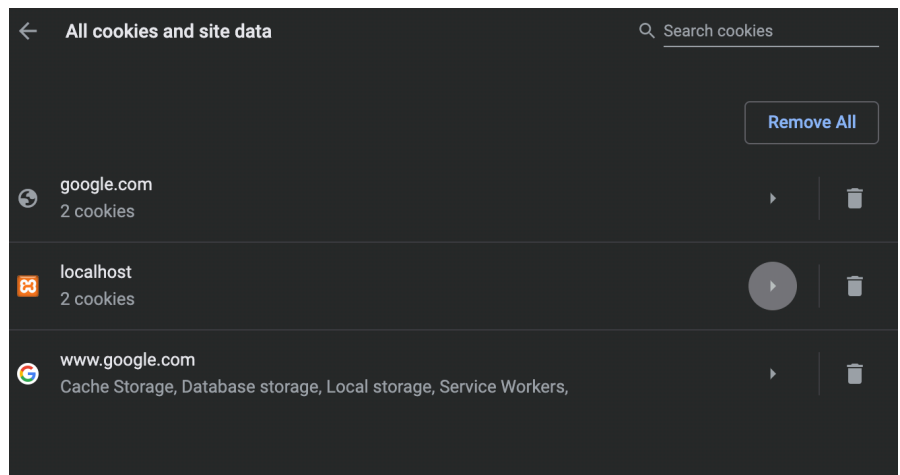 All cookies and site data
Search cookies
Remove All
google.com
2 cookies
localhost
2 cookies
www.google.com
Cache Storage, Database storage, Local storage, Service Workers,